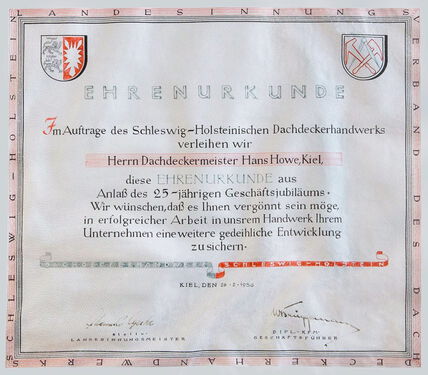 LANDESINNUNGSVERBAND DES DACHDECKERHANDWERKS SCHLESWIG-HOLSTEIN
EHRENURKUNDE
Im Auftrage des Schleswig-Holsteinischen Dachdeckerhandwerks
verleihen wir
Herrn Dachdeckermeister Hans Howe, Kiel,
diese EHRENURKUNDE aus
Anlaß des 25-jährigen Geschäftsjubiläums.
Wir wünschen, daß es Ihnen vergönnt sein möge,
in erfolgreicher Arbeit in unsrem Handwerk Ihrem
Unternehmen eine weitere gedeihliche Entwicklung
zu sichern.
DACHDECKERHANDWERK SCHLESWIG-HOLSTEIN
KIEL, DEN
LANDESINNUNGSMEISTER
DIPL.-KFM.
GESCHÄFTSFÜHRER